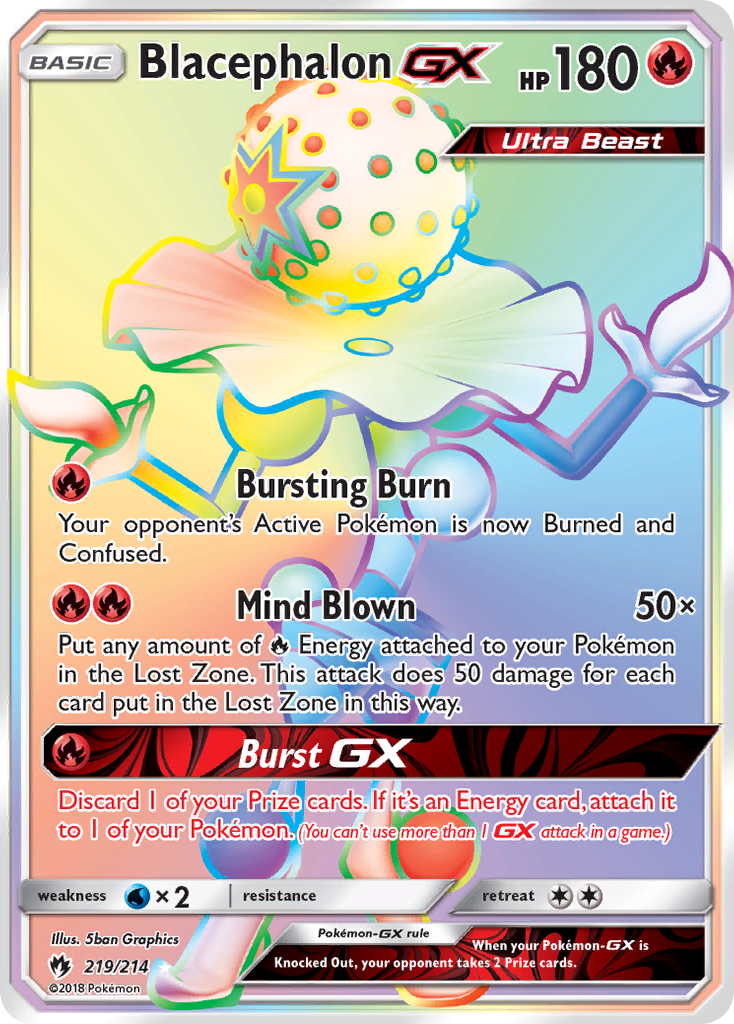 BASIC Blacephalon GX HP 180
Ultra Beast
Bursting Burn
Your opponent's Active Pokémon is now Burned and
Confused.
Mind Blown 50×
Put any amount of Energy attached to your Pokémon
in the Lost Zone. This attack does 50 damage for each
card put in the Lost Zone in this way.
Burst GX
Discard 1 of your Prize cards. If it's an Energy card, attach it
to 1 of your Pokémon. (You can't use more than 1 GX attack in a game.)
weakness ×2 resistance retreat
Illus. 5ban Graphics
Pokémon-GX rule
When your Pokémon-GX is
Knocked Out, your opponent takes 2 Prize cards.
219/214
©2018 Pokémon